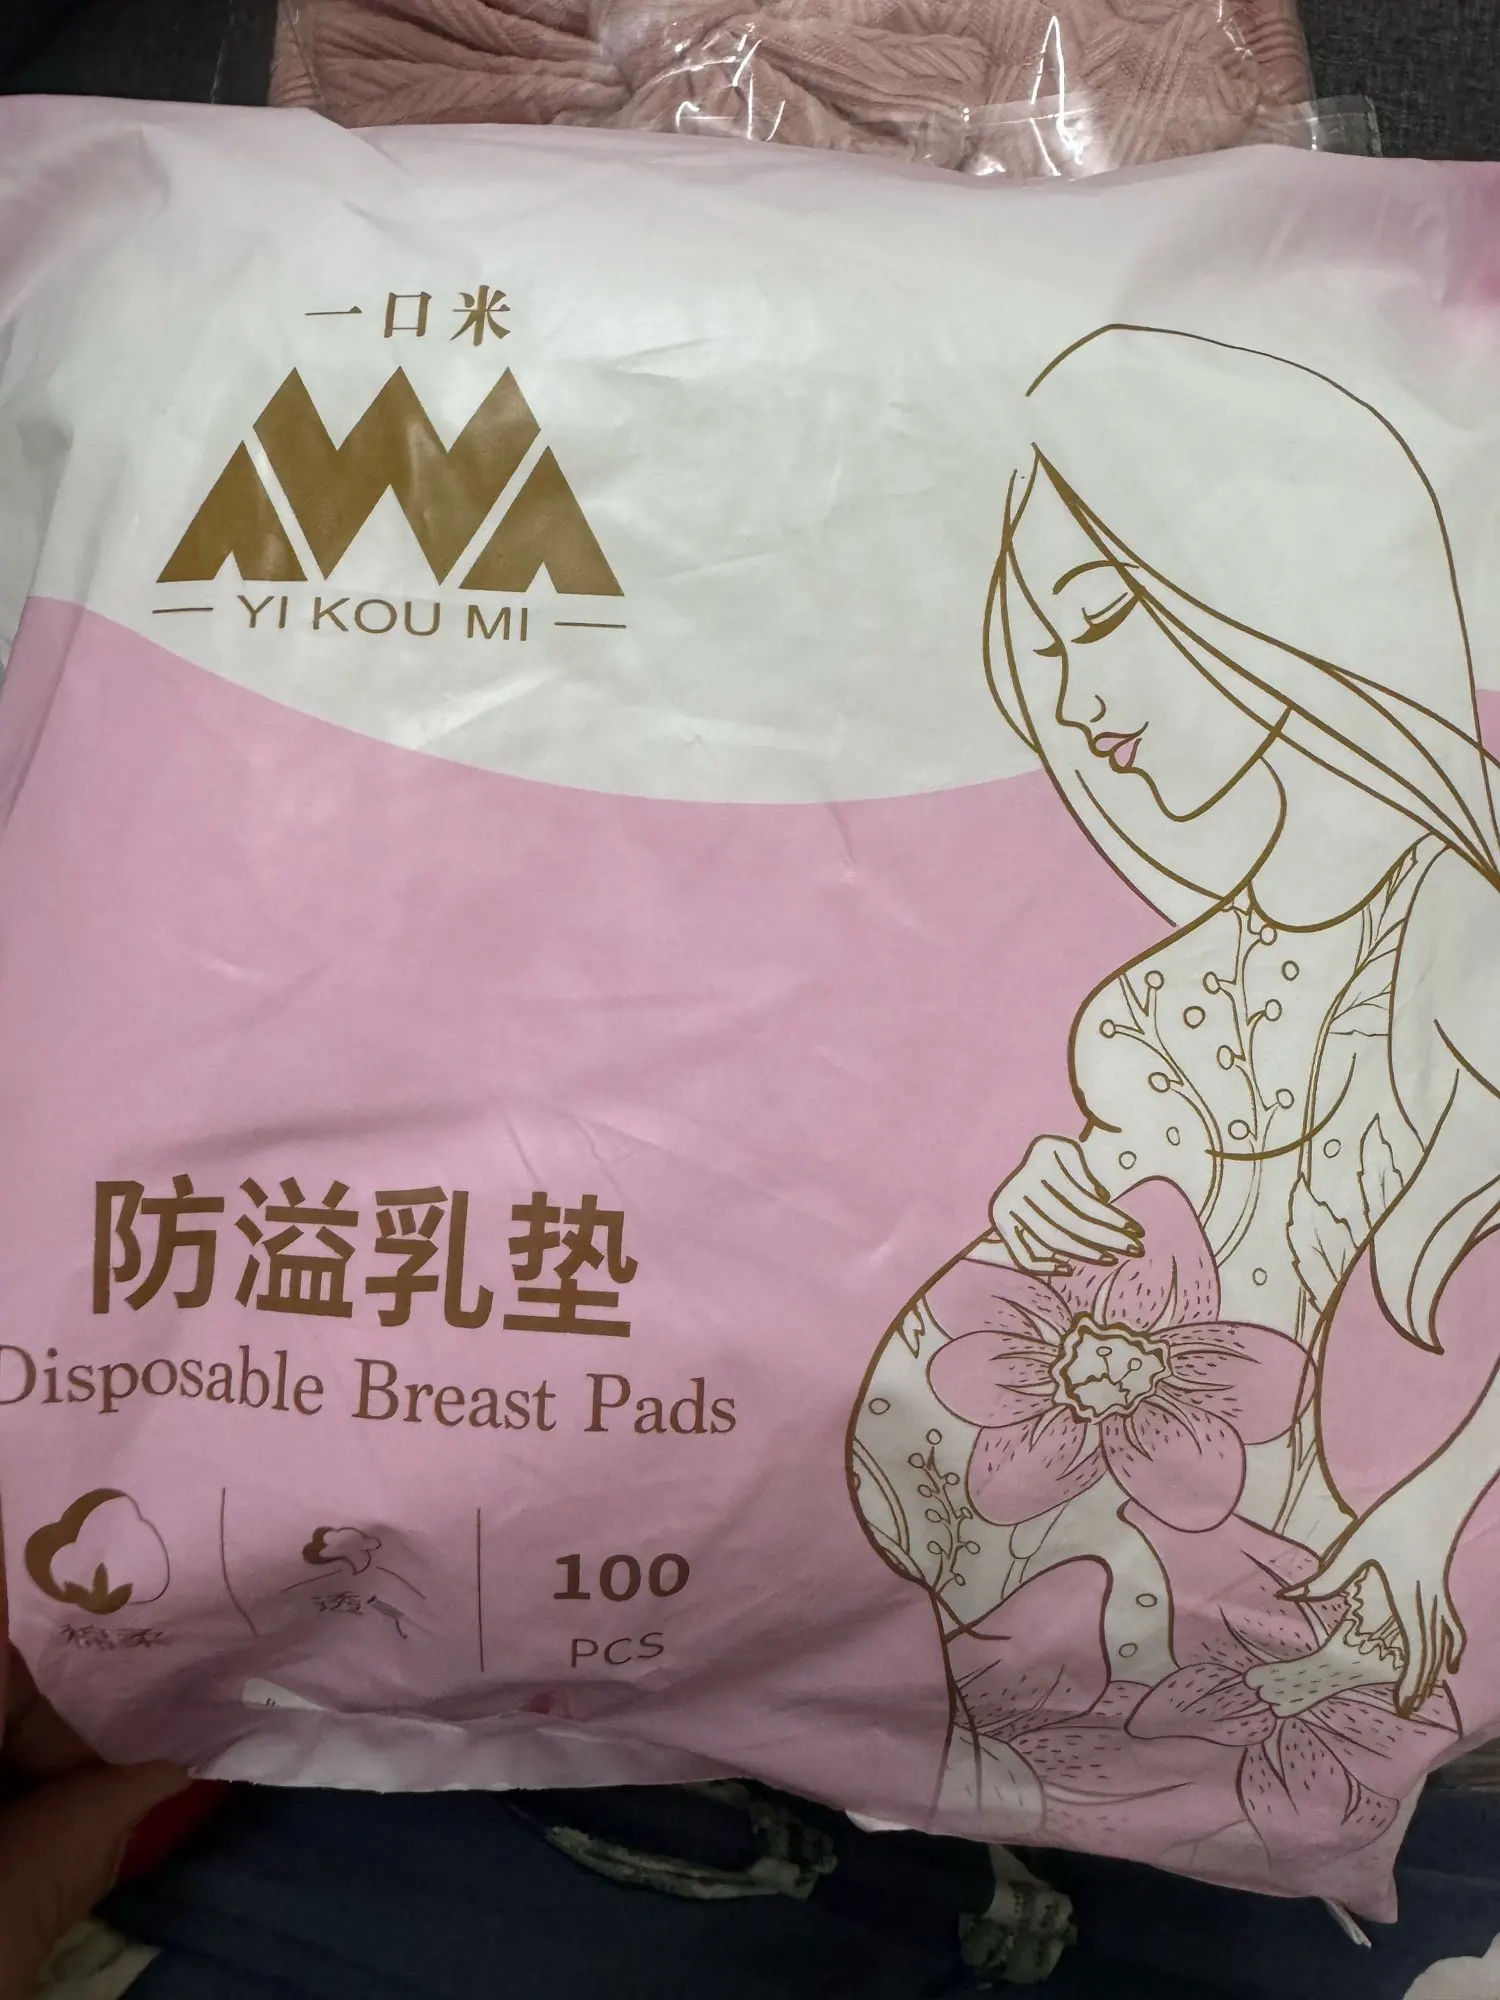 一口米
YI KOU MI
防溢乳垫
Disposable Breast Pads
100
PCS